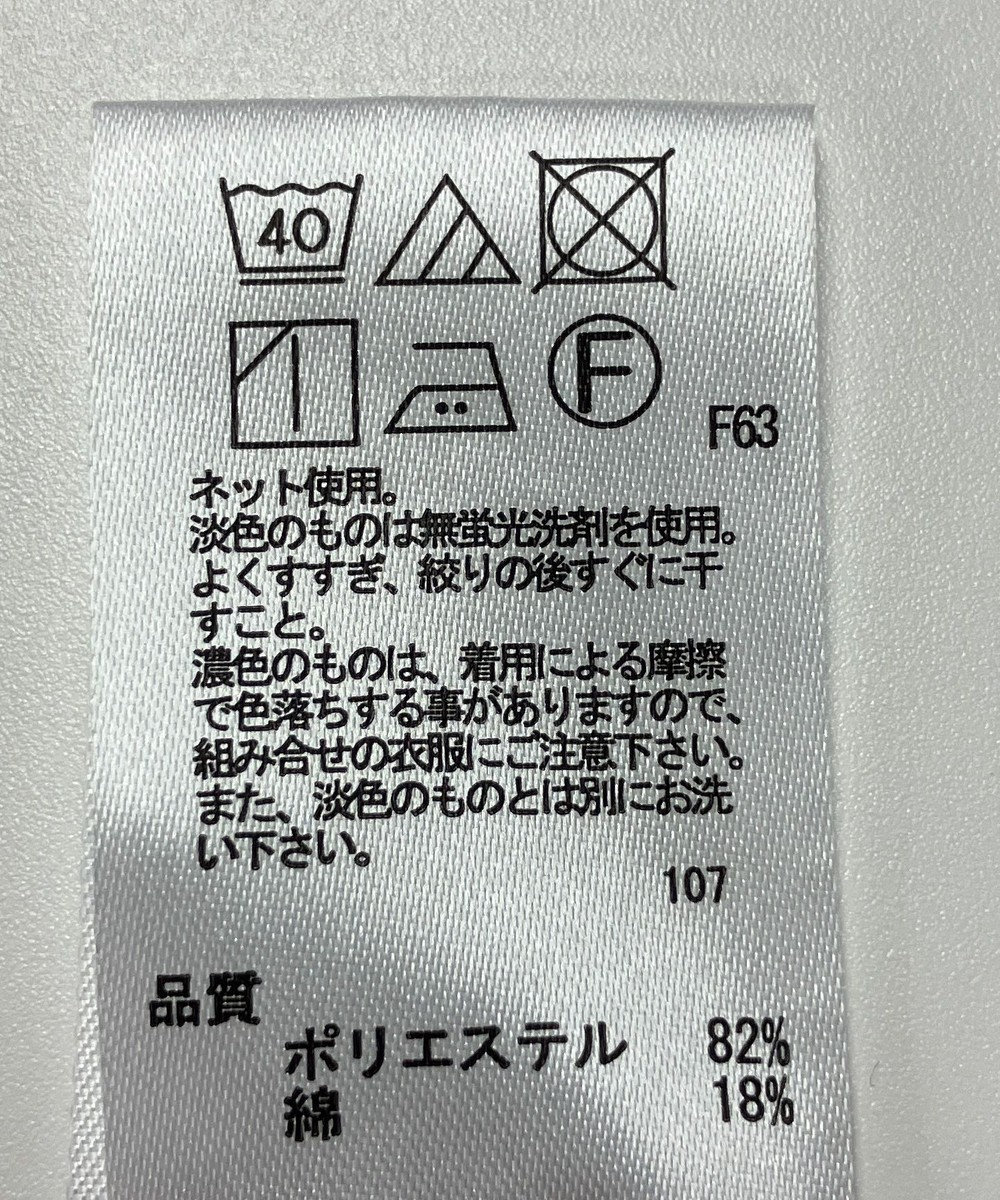 40
F
F63
ネット使用。
淡色のものは無蛍光洗剤を使用。
よくすすぎ、絞りの後すぐに干
すこと。
濃色のものは、着用による摩擦
で色落ちする事がありますので、
組み合せの衣服にご注意下さい。
また、淡色のものとは別にお洗
い下さい。
107
品質
ポリエステル 82%
綿 18%